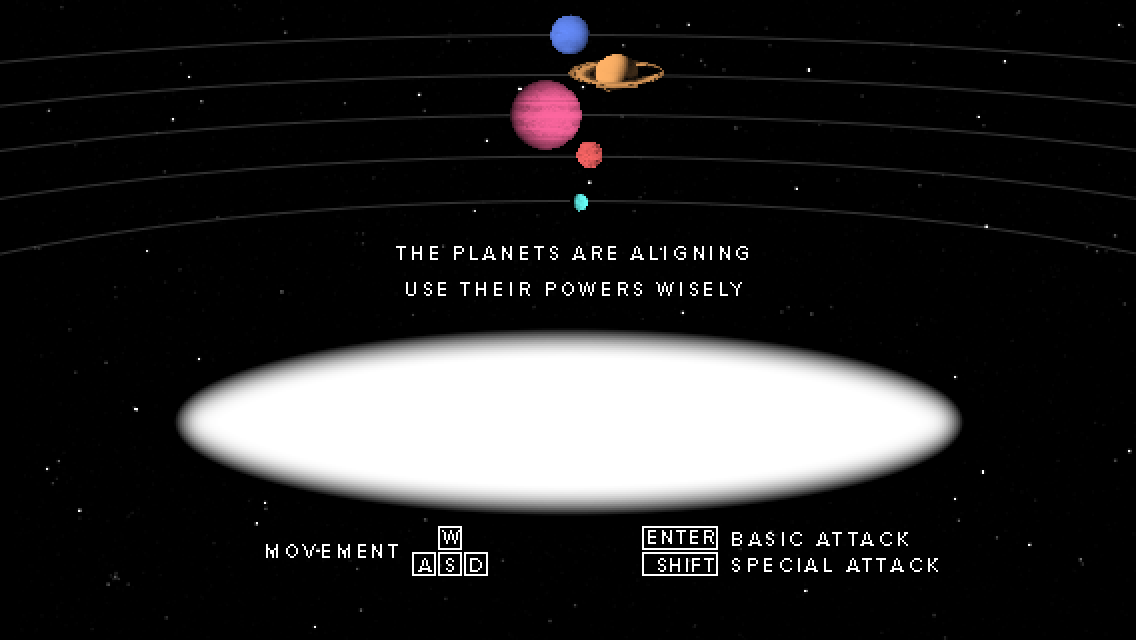 THE PLANETS ARE ALIGNING
USE THEIR POWERS WISELY
MOVEMENT
W
A S D
ENTER BASIC ATTACK
SHIFT SPECIAL ATTACK